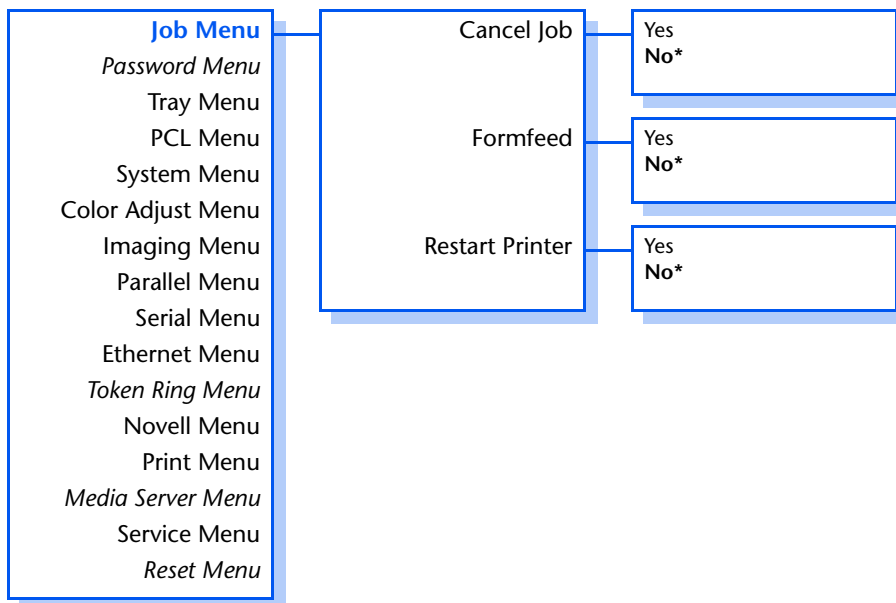 Job Menu
Password Menu
Tray Menu
PCL Menu
System Menu
Color Adjust Menu
Imaging Menu
Parallel Menu
Serial Menu
Ethernet Menu
Token Ring Menu
Novell Menu
Print Menu
Media Server Menu
Service Menu
Reset Menu
Cancel Job
Yes
No*
Formfeed
Yes
No*
Restart Printer
Yes
No*